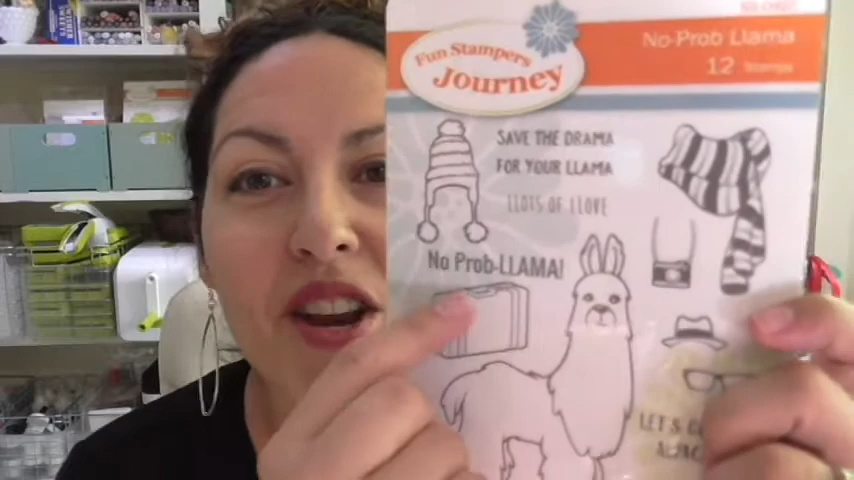 Fun Stampers
Journey
No-Prob Llama
12 Stamps
SAVE THE DRAMA
FOR YOUR LLAMA
LLOTS OF LLOVE
No Prob-LLAMA!
LET'S